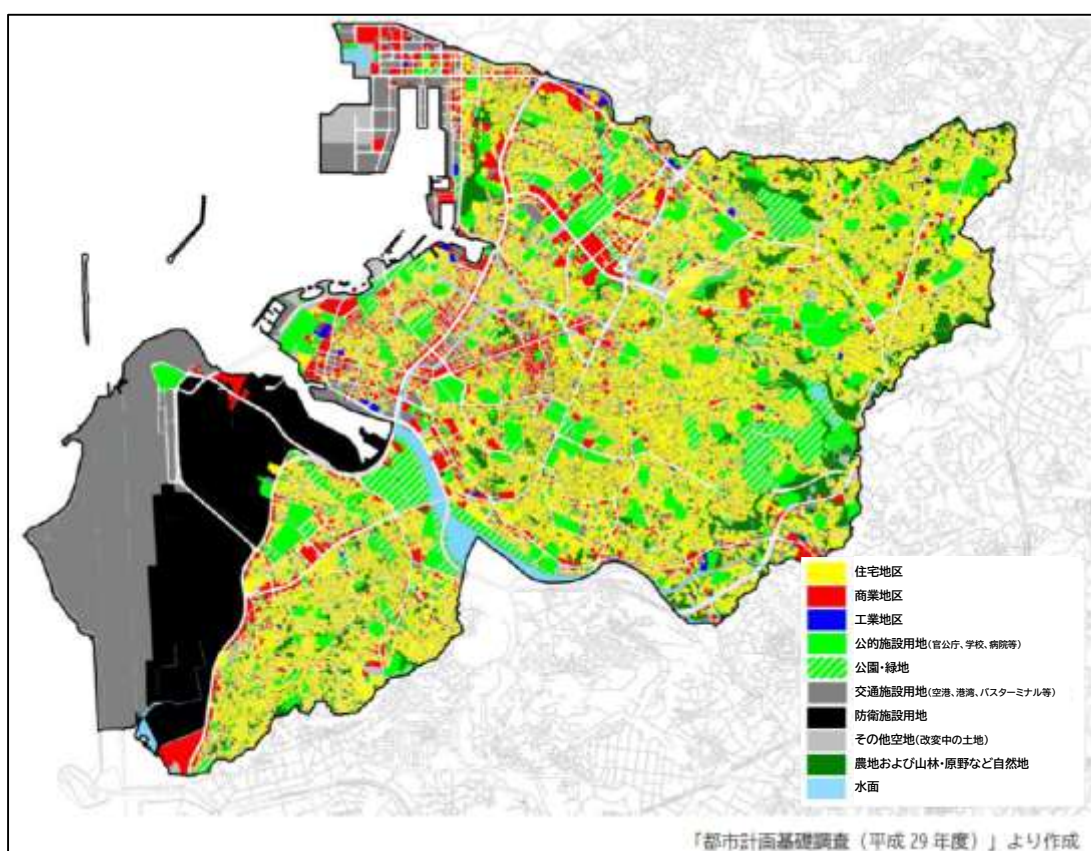 住宅地区
商業地区
工業地区
公的施設用地(官公庁、学校、病院等)
公園・緑地
交通施設用地(空港、港湾、バスターミナル等)
防衛施設用地
その他空地(改変中の土地)
農地および山林・原野など自然地
水面
「都市計画基礎調査（平成 29 年度）」より作成